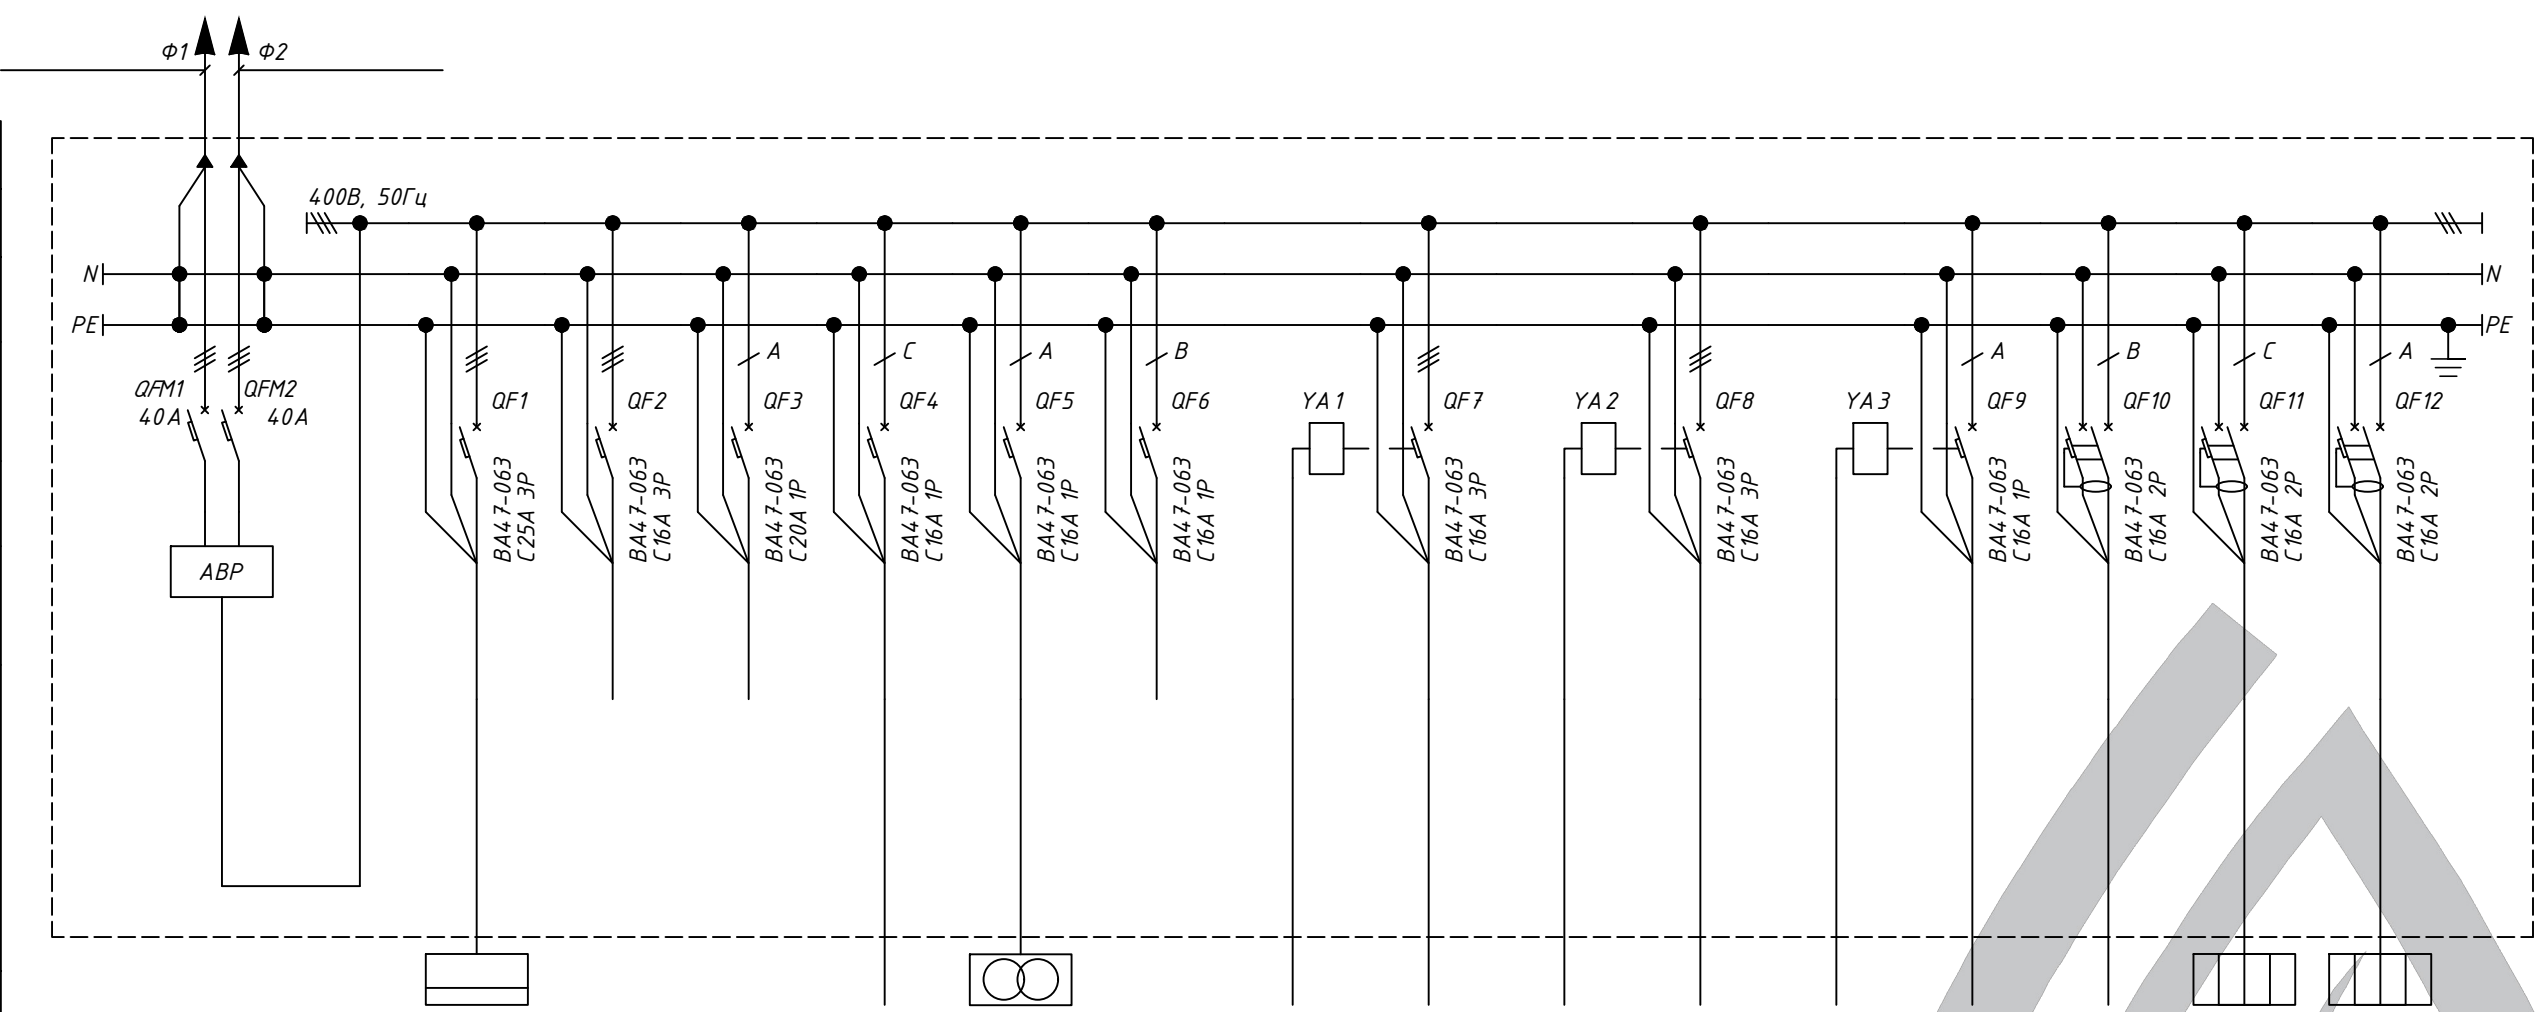 Ф1
Ф2
400В, 50Гц
N
N
PE
PE
A
C
A
B
A
B
C
A
QFM1
40А
QFM2
40А
QF1
QF2
QF3
QF4
QF5
QF6
YA1
QF7
YA2
QF8
YA3
QF9
QF10
QF11
QF12
ВА47-063
С25А 3Р
ВА47-063
С16А 3Р
ВА47-063
С20А 1Р
ВА47-063
С16А 1Р
ВА47-063
С16А 1Р
ВА47-063
С16А 1Р
ВА47-063
С16А 3Р
ВА47-063
С16А 3Р
ВА47-063
С16А 1Р
ВА47-063
С16А 2Р
ВА47-063
С16А 2Р
ВА47-063
С16А 2Р
АВР